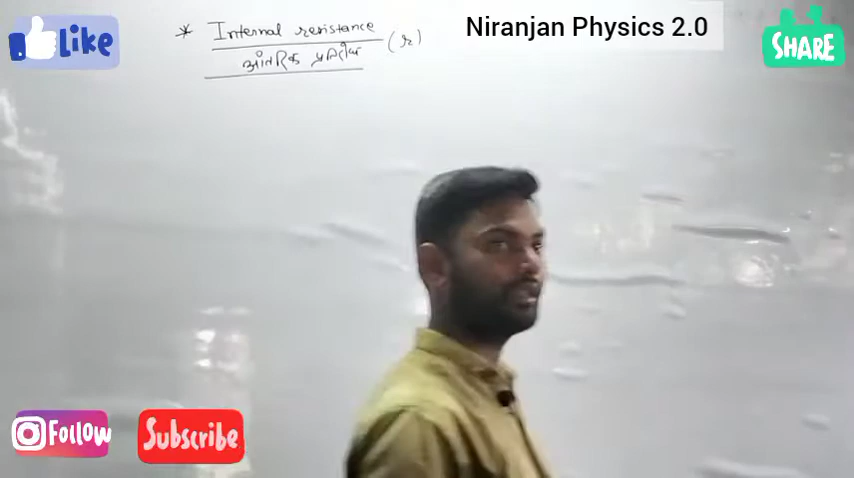 Like
* Internal resistance
आंतरिक प्रतिरोध (r)
Niranjan Physics 2.0
SHARE
Follow
Subscribe